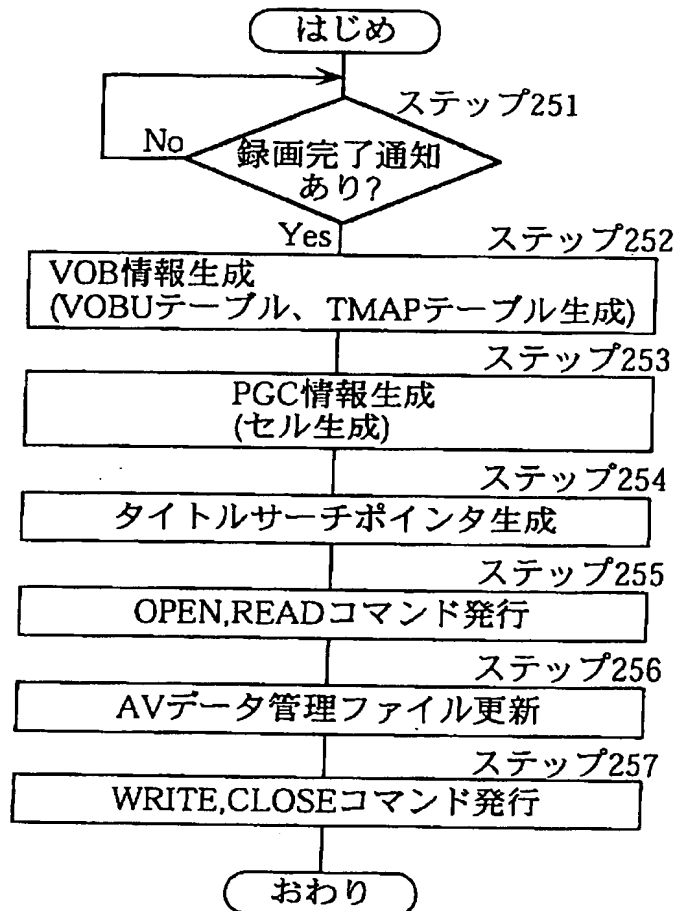 はじめ
ステップ251
No
録画完了通知
あり?
Yes
ステップ252
VOB情報生成
(VOBUテーブル、TMAPテーブル生成)
ステップ253
PGC情報生成
(セル生成)
ステップ254
タイトルサーチポインタ生成
ステップ255
OPEN,READコマンド発行
ステップ256
AVデータ管理ファイル更新
ステップ257
WRITE,CLOSEコマンド発行
おわり